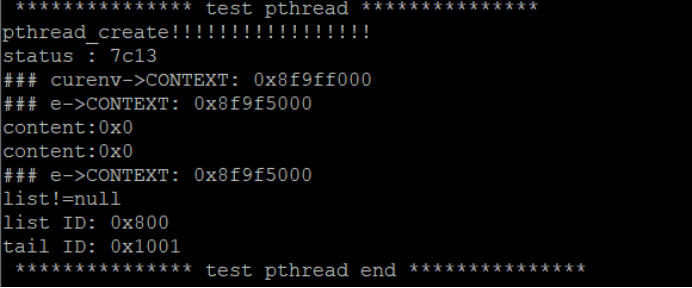 *************** test pthread ***************
pthread_create!!!!!!!!!!!!!!!!!
status : 7c13
### curenv->CONTEXT: 0x8f9ff000
### e->CONTEXT: 0x8f9f5000
content:0x0
content:0x0
### e->CONTEXT: 0x8f9f5000
list!=null
list ID: 0x800
tail ID: 0x1001
*************** test pthread end ***************